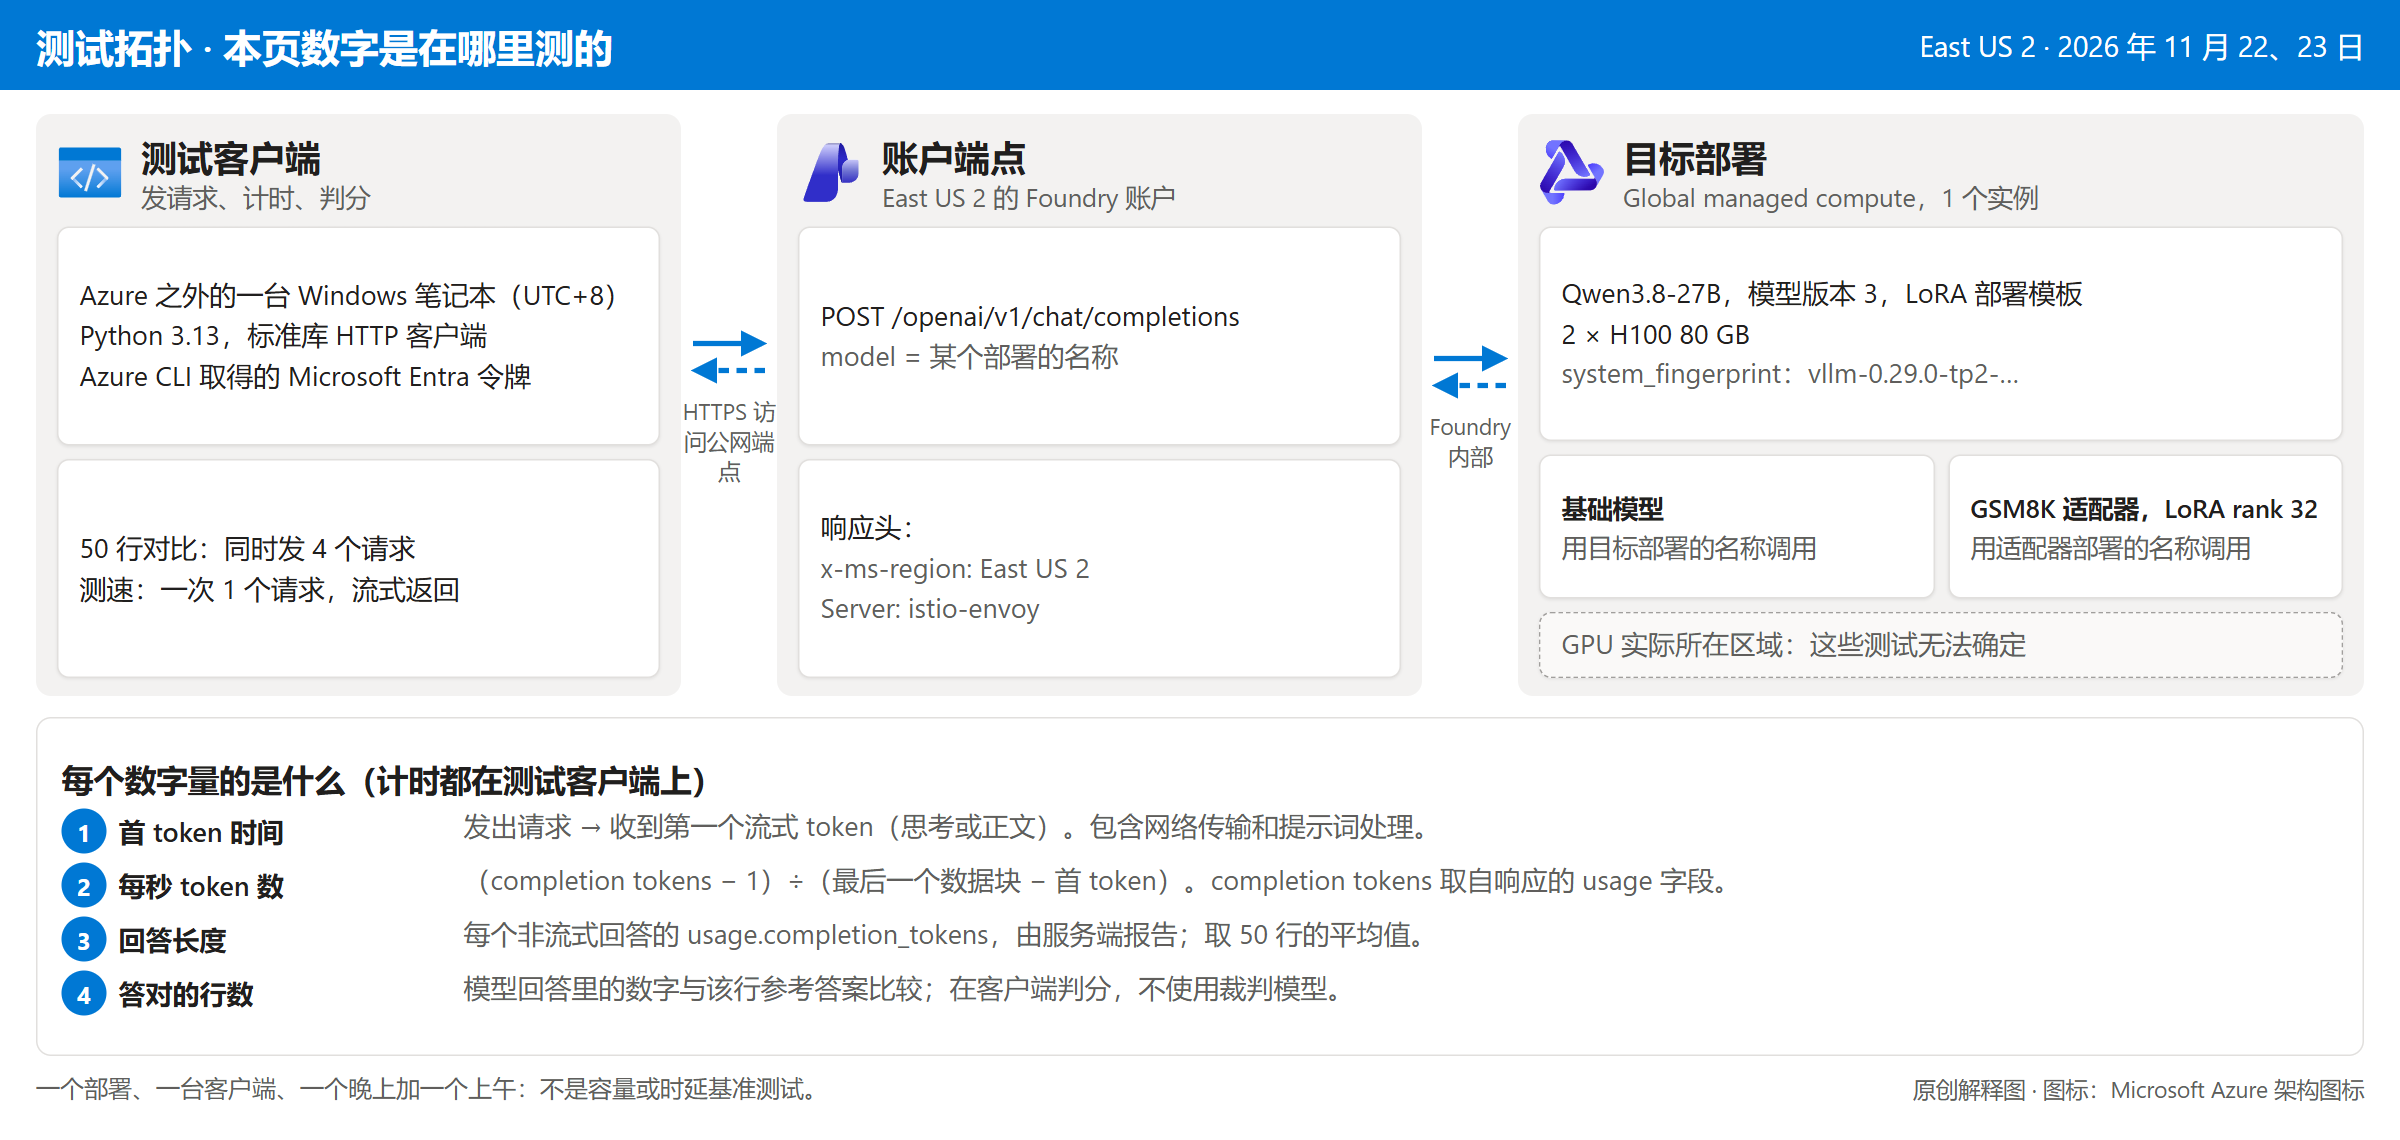 测试拓扑 · 本页数字是在哪里测的
East US 2 · 2026 年 11 月 22、23 日
测试客户端
发请求、计时、判分
Azure 之外的一台 Windows 笔记本（UTC+8）
Python 3.13，标准库 HTTP 客户端
Azure CLI 取得的 Microsoft Entra 令牌
50 行对比：同时发 4 个请求
测速：一次 1 个请求，流式返回
HTTPS 访
问公网端
点
账户端点
East US 2 的 Foundry 账户
POST /openai/v1/chat/completions
model = 某个部署的名称
响应头：
x-ms-region: East US 2
Server: istio-envoy
Foundry
内部
目标部署
Global managed compute，1 个实例
Qwen3.8-27B，模型版本 3，LoRA 部署模板
2 × H100 80 GB
system_fingerprint：vllm-0.29.0-tp2-...
基础模型
用目标部署的名称调用
GSM8K 适配器，LoRA rank 32
用适配器部署的名称调用
GPU 实际所在区域：这些测试无法确定
每个数字量的是什么（计时都在测试客户端上）
1 首 token 时间 发出请求 → 收到第一个流式 token（思考或正文）。包含网络传输和提示词处理。
2 每秒 token 数 （completion tokens − 1）÷（最后一个数据块 − 首 token）。completion tokens 取自响应的 usage 字段。
3 回答长度 每个非流式回答的 usage.completion_tokens，由服务端报告；取 50 行的平均值。
4 答对的行数 模型回答里的数字与该行参考答案比较；在客户端判分，不使用裁判模型。
一个部署、一台客户端、一个晚上加一个上午：不是容量或时延基准测试。
原创解释图 · 图标：Microsoft Azure 架构图标